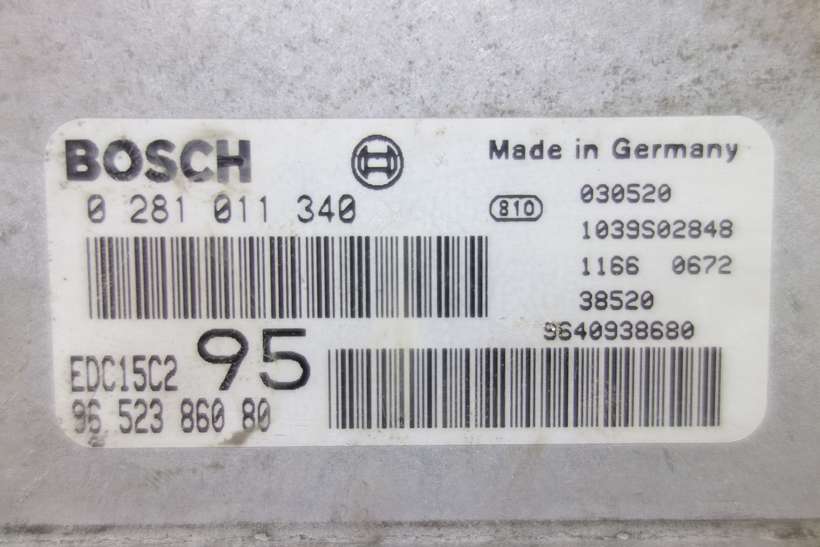 BOSCH
Made in Germany
0 281 011 340
810
030520
1039S02848
1166 0672
38520
9640938680
EDC15C2 95
96 523 860 80